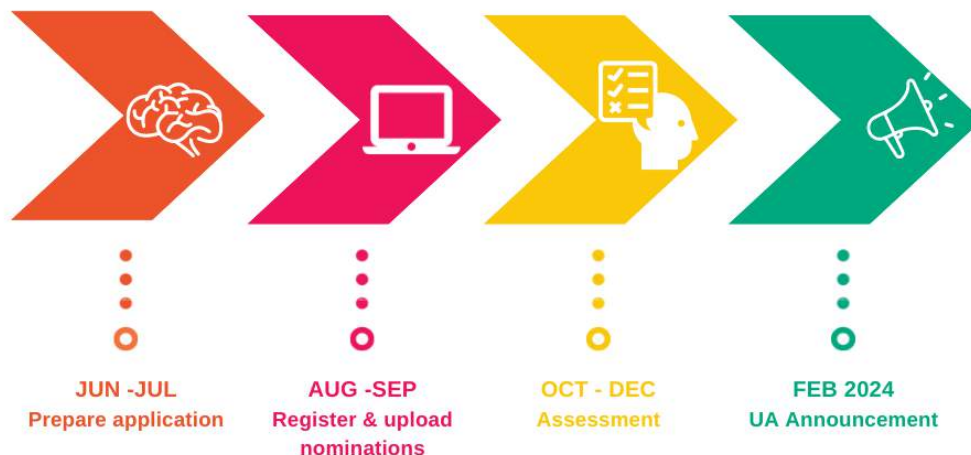 JUN -JUL
Prepare application
AUG -SEP
Register & upload
nominations
OCT - DEC
Assessment
FEB 2024
UA Announcement